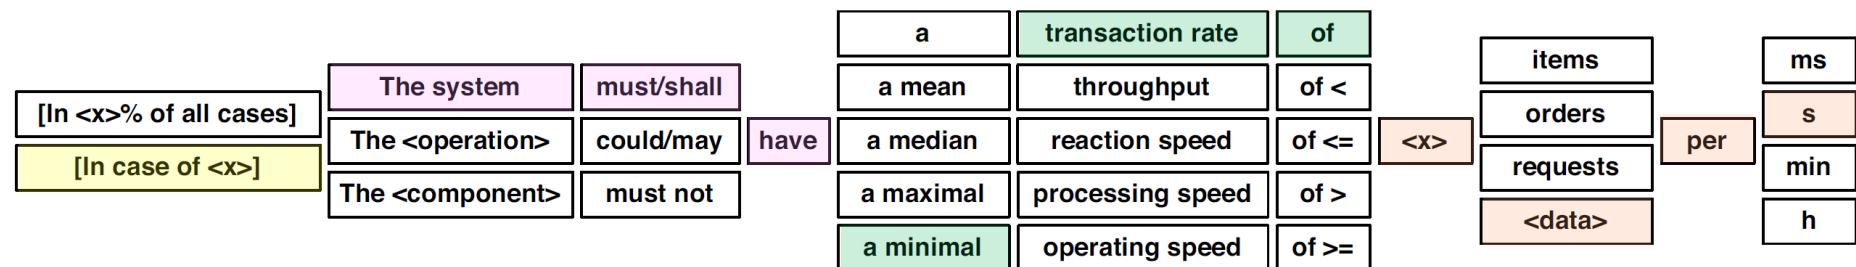 [In <x>% of all cases]
[In case of <x>]
The system
The <operation>
The <component>
must/shall
could/may
must not
have
a
a mean
a median
a maximal
a minimal
transaction rate
throughput
reaction speed
processing speed
operating speed
of
of <
of <=
of >
of >=
<x>
items
orders
requests
<data>
per
ms
s
min
h